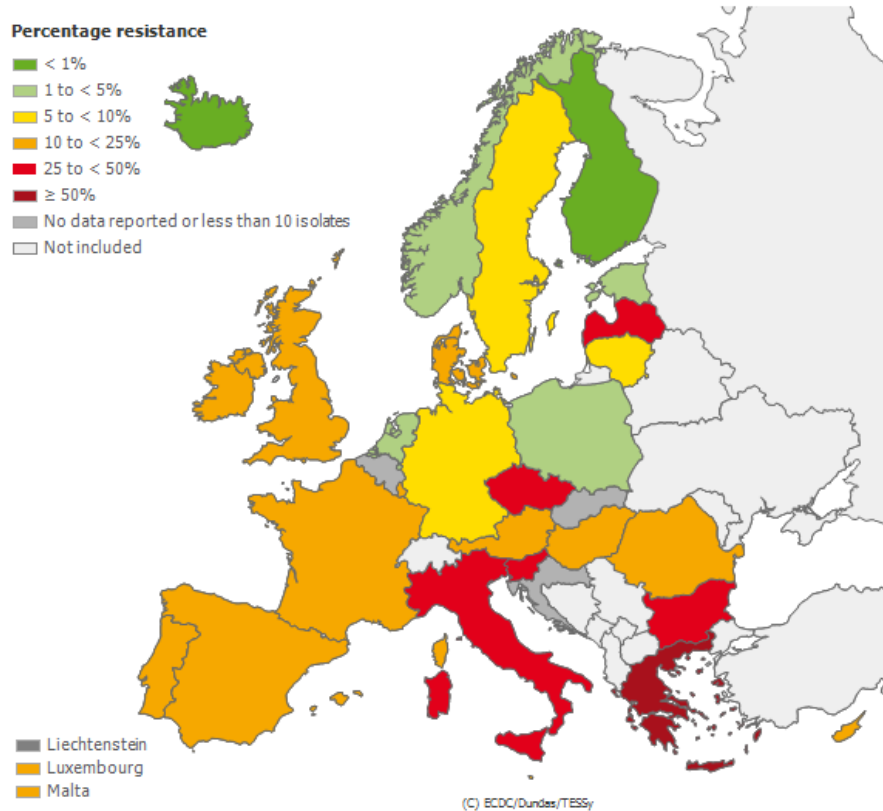 Percentage resistance
< 1%
1 to < 5%
5 to < 10%
10 to < 25%
25 to < 50%
≥ 50%
No data reported or less than 10 isolates
Not included
Liechtenstein
Luxembourg
Malta
(C) ECDC/Dundas/TESSy